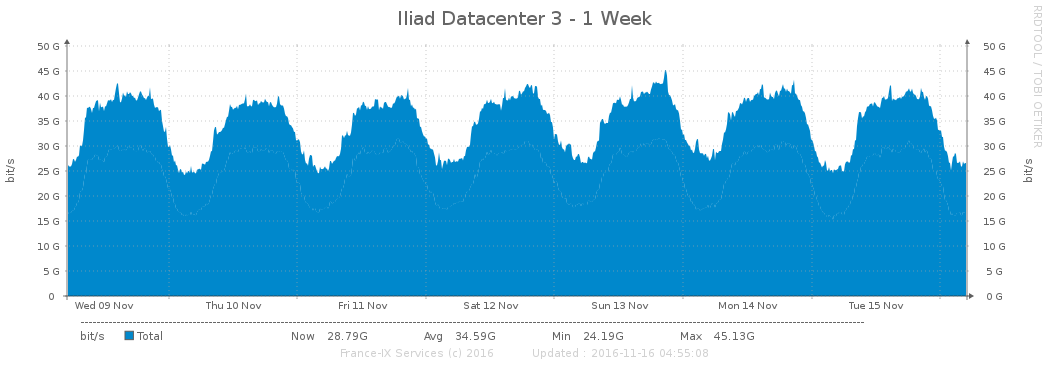 Iliad Datacenter 3 - 1 Week
RRDTOOL / TOBI OETIKER
bit/s
50 G 50 G
45 G 45 G
40 G 40 G
35 G 35 G
30 G 30 G
25 G 25 G
20 G 20 G
15 G 15 G
10 G 10 G
5 G 5 G
0 0 G
bit/s
Wed 09 Nov Thu 10 Nov Fri 11 Nov Sat 12 Nov Sun 13 Nov Mon 14 Nov Tue 15 Nov
bit/s Total Now 28.79G Avg 34.59G Min 24.19G Max 45.13G
France-IX Services (c) 2016 Updated : 2016-11-16 04:55:08